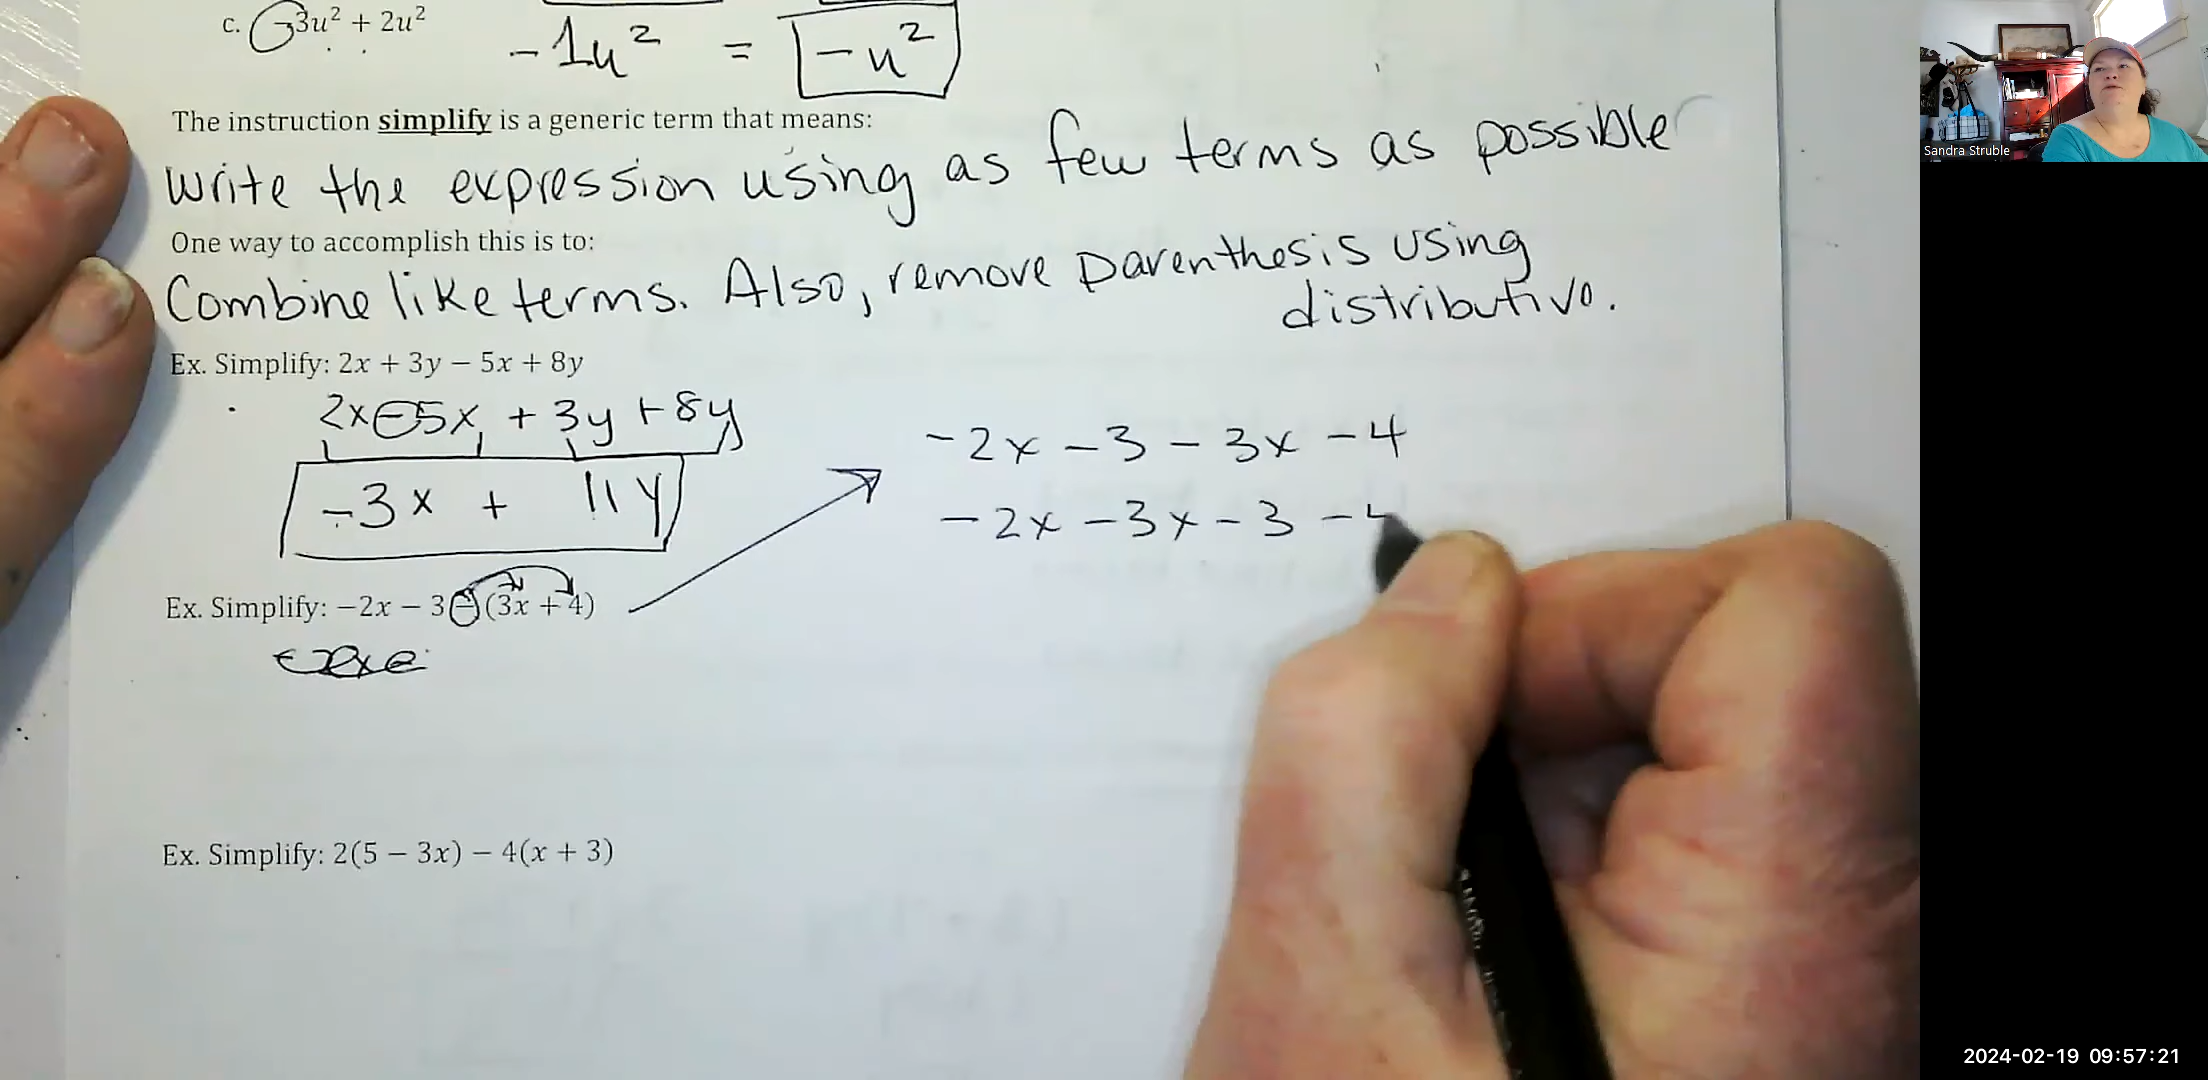 c. −3u² + 2u²
-1u² = -u²
The instruction simplify is a generic term that means:
write the expression using as few terms as possible
One way to accomplish this is to:
Combine like terms. Also, remove parenthesis using
distributive.
Ex. Simplify: 2x + 3y − 5x + 8y
2x-5x + 3y+8y
-3x + 11y
-2x -3 - 3x -4
-2x -3x -3 -4
Ex. Simplify: −2x − 3 − (3x + 4)
Ex. Simplify: 2(5 − 3x) − 4(x + 3)
Sandra Struble
2024-02-19 09:57:21